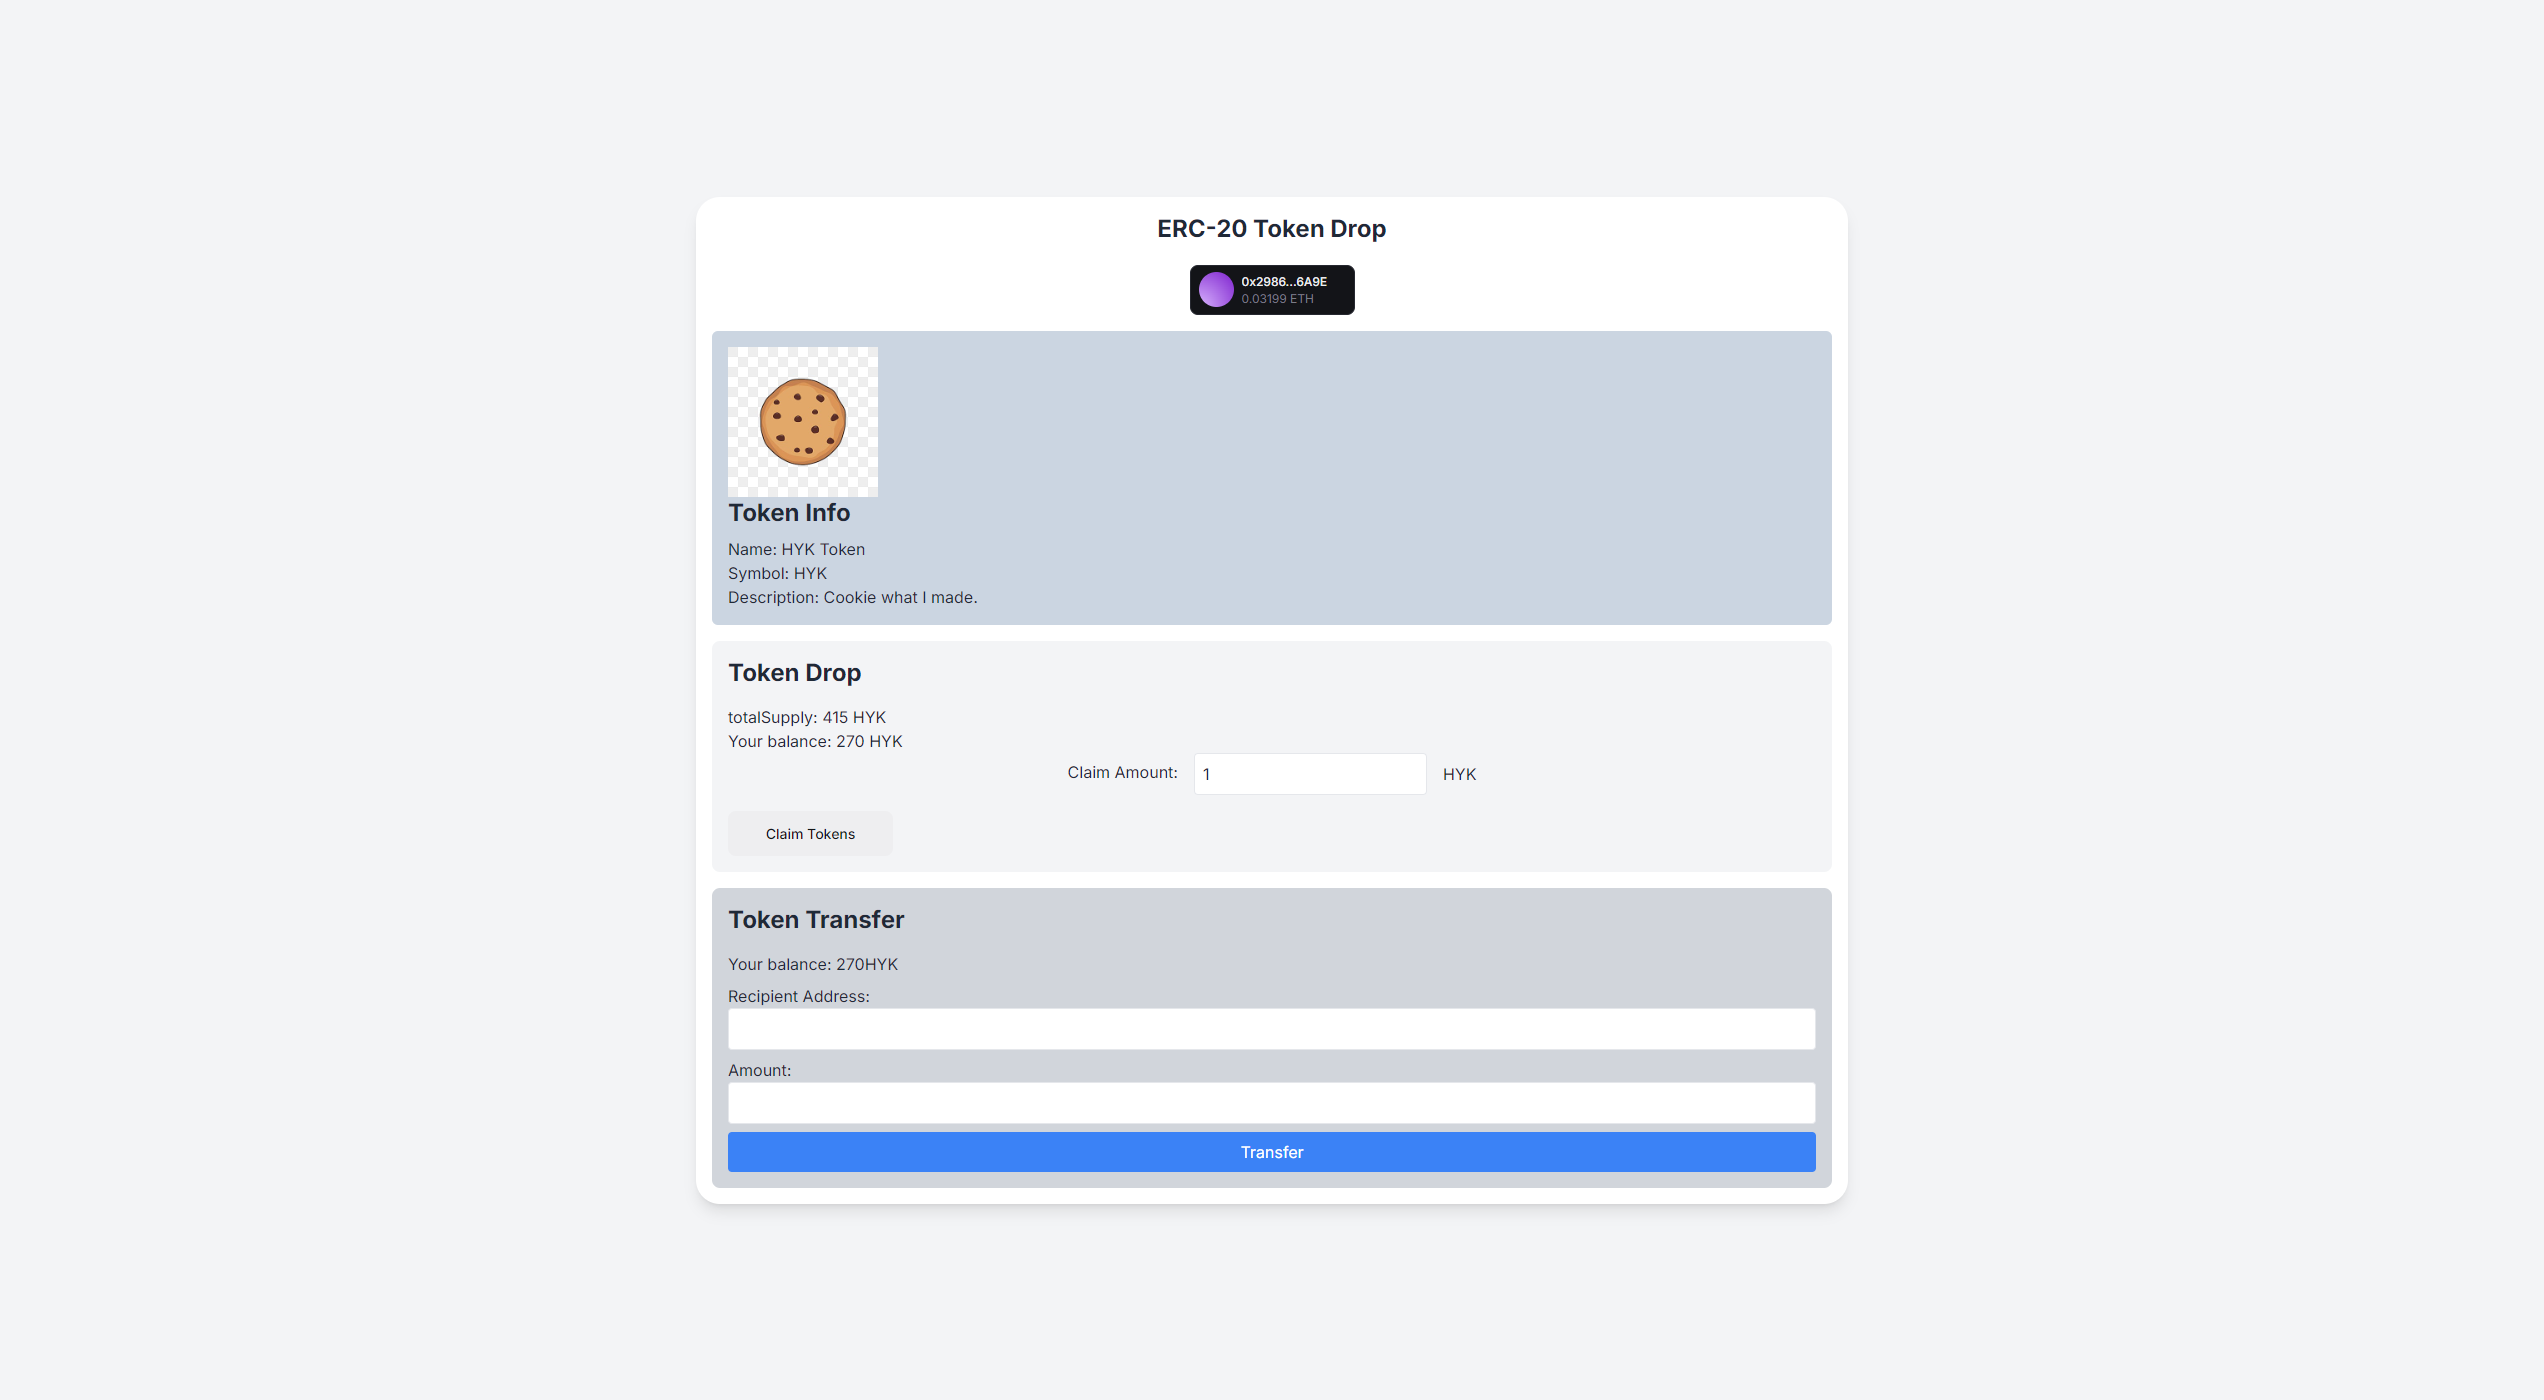 ERC-20 Token Drop
0x2986...6A9E
0.03199 ETH
Token Info
Name: HYK Token
Symbol: HYK
Description: Cookie what I made.
Token Drop
totalSupply: 415 HYK
Your balance: 270 HYK
Claim Amount: 1 HYK
Claim Tokens
Token Transfer
Your balance: 270HYK
Recipient Address:
Amount:
Transfer